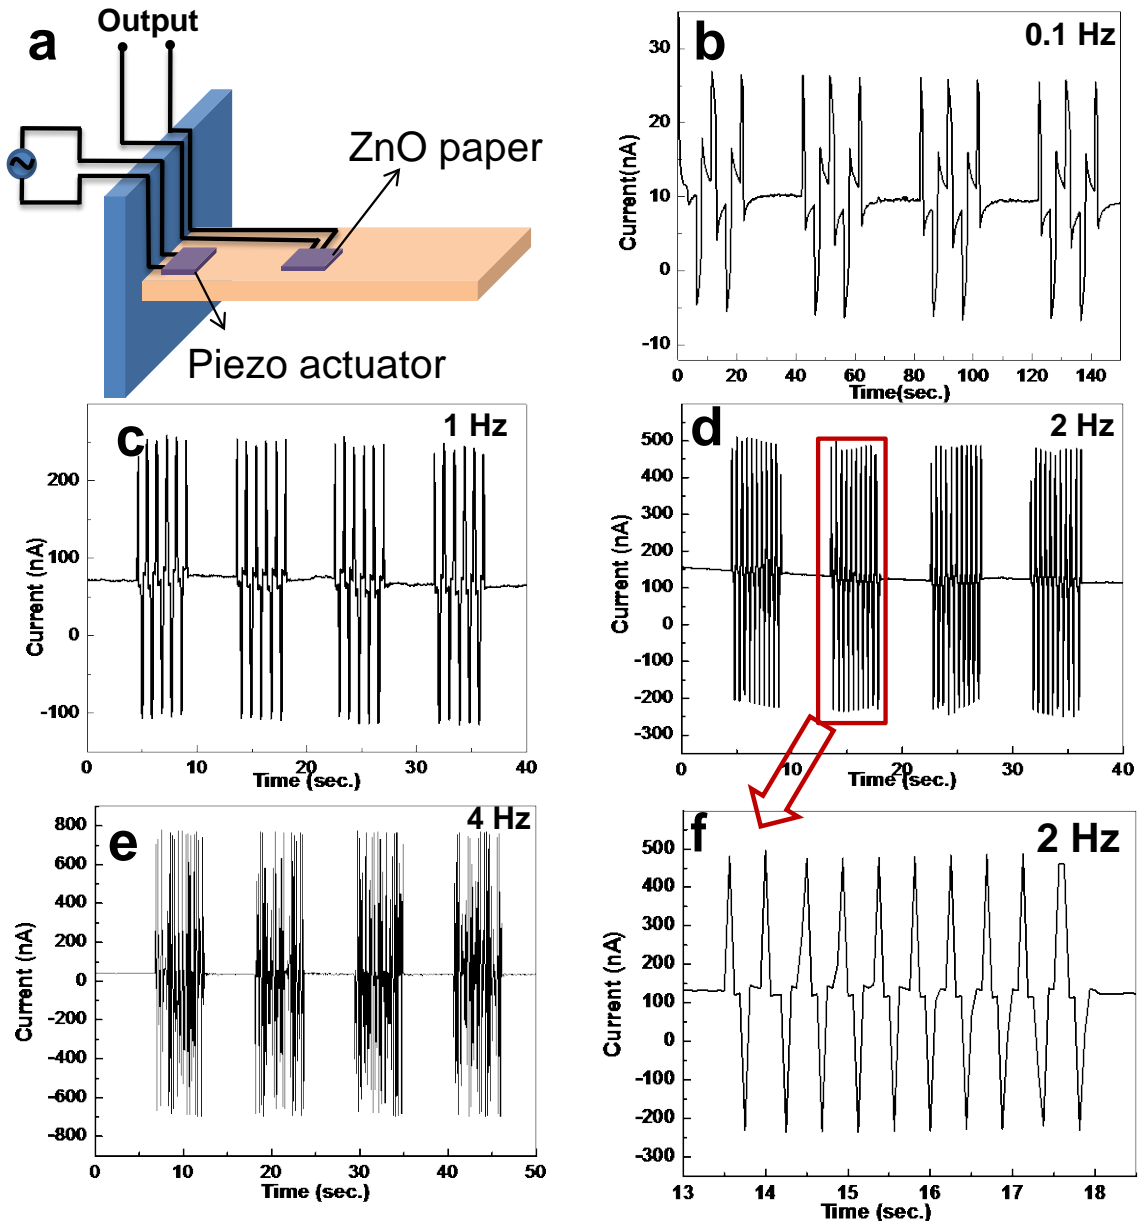 a
Output
ZnO paper
Piezo actuator
b
0.1 Hz
Current(nA)
30
20
10
0
-10
0 20 40 60 80 100 120 140
Time(sec.)
c
1 Hz
Current (nA)
200
100
0
-100
0 10 20 30 40
Time (sec.)
d
2 Hz
Current (nA)
500
400
300
200
100
0
-100
-200
-300
0 10 20 30 40
Time (sec.)
e
4 Hz
Current (nA)
800
600
400
200
0
-200
-400
-600
-800
0 10 20 30 40 50
Time (sec.)
f
2 Hz
Current (nA)
500
400
300
200
100
0
-100
-200
-300
13 14 15 16 17 18
Time (sec.)